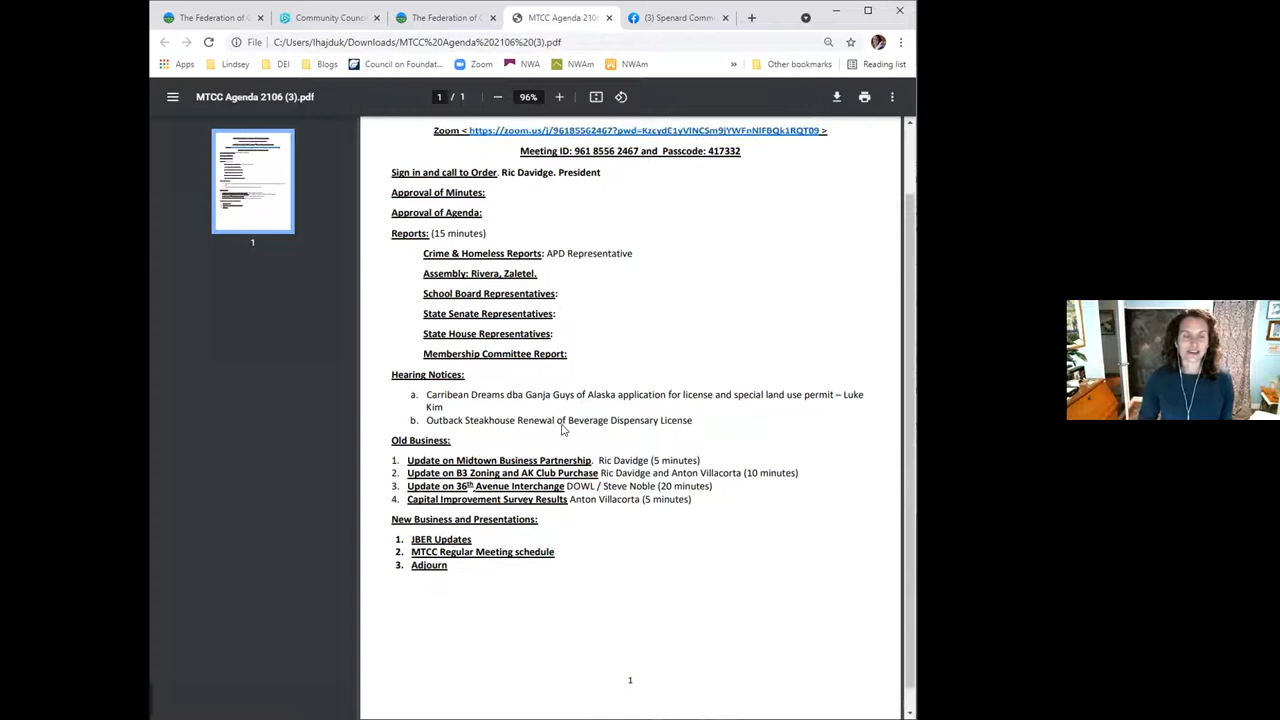 The Federation of C
Community Counc
The Federation of C
MTCC Agenda 2106
(3) Spenard Comm
File
C:/Users/lhajduk/Downloads/MTCC%20Agenda%202106%20(3).pdf
Apps
Lindsey
DEI
Blogs
Council on Foundat...
Zoom
NWA
NWAm
NWAm
»
Other bookmarks
Reading list
MTCC Agenda 2106 (3).pdf
1 / 1
96%
1
Meeting ID: 961 8556 2467 and Passcode: 417332
Sign in and call to Order. Ric Davidge. President
Approval of Minutes:
Approval of Agenda:
Reports: (15 minutes)
Crime & Homeless Reports: APD Representative
Assembly: Rivera, Zaletel.
School Board Representatives:
State Senate Representatives:
State House Representatives:
Membership Committee Report:
Hearing Notices:
a. Carribean Dreams dba Ganja Guys of Alaska application for license and special land use permit – Luke
Kim
b. Outback Steakhouse Renewal of Beverage Dispensary License
Old Business:
1. Update on Midtown Business Partnership. Ric Davidge (5 minutes)
2. Update on B3 Zoning and AK Club Purchase Ric Davidge and Anton Villacorta (10 minutes)
3. Update on 36th Avenue Interchange DOWL / Steve Noble (20 minutes)
4. Capital Improvement Survey Results Anton Villacorta (5 minutes)
New Business and Presentations:
1. JBER Updates
2. MTCC Regular Meeting schedule
3. Adjourn
1